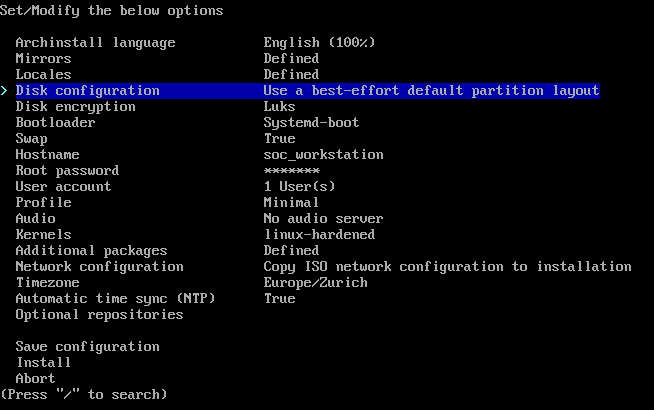 Set/Modify the below options
Archinstall language English (100%)
Mirrors Defined
Locales Defined
> Disk configuration Use a best-effort default partition layout
Disk encryption Luks
Bootloader Systemd-boot
Swap True
Hostname soc_workstation
Root password *******
User account 1 User(s)
Profile Minimal
Audio No audio server
Kernels linux-hardened
Additional packages Defined
Network configuration Copy ISO network configuration to installation
Timezone Europe/Zurich
Automatic time sync (NTP) True
Optional repositories
Save configuration
Install
Abort
(Press "/" to search)